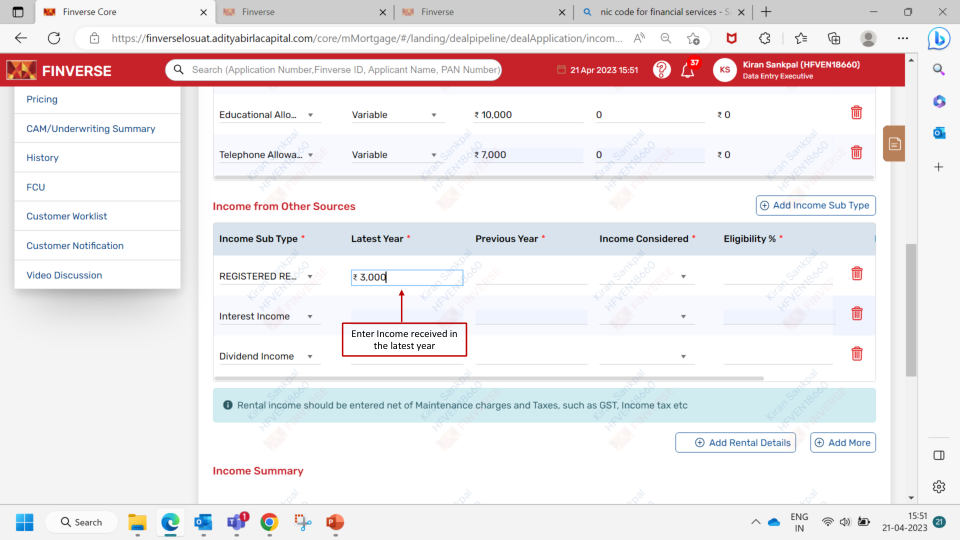 Finverse Core
Finverse
Finverse
nic code for financial services - S
https://finverselosuat.adityabirlacapital.com/core/mMortgage/#/landing/dealpipeline/dealApplication/incom...
FINVERSE
Search (Application Number,Finverse ID, Applicant Name, PAN Number)
21 Apr 2023 15:51
37
KS
Kiran Sankpal (HFVEN18660)
Data Entry Executive
Pricing
CAM/Underwriting Summary
History
FCU
Customer Worklist
Customer Notification
Video Discussion
Educational Allo... Variable ₹ 10,000 0 ₹ 0
Telephone Allowa... Variable ₹ 7,000 0 ₹ 0
Income from Other Sources
Add Income Sub Type
Income Sub Type * Latest Year * Previous Year * Income Considered * Eligibility % *
REGISTERED RE... ₹ 3,000
Interest Income
Enter Income received in
the latest year
Dividend Income
Rental income should be entered net of Maintenance charges and Taxes, such as GST, Income tax etc
Add Rental Details
Add More
Income Summary
Kiran Sankpal
HFVEN18660
FINVERSE
Search
1
ENG
IN
15:51
21-04-2023
21